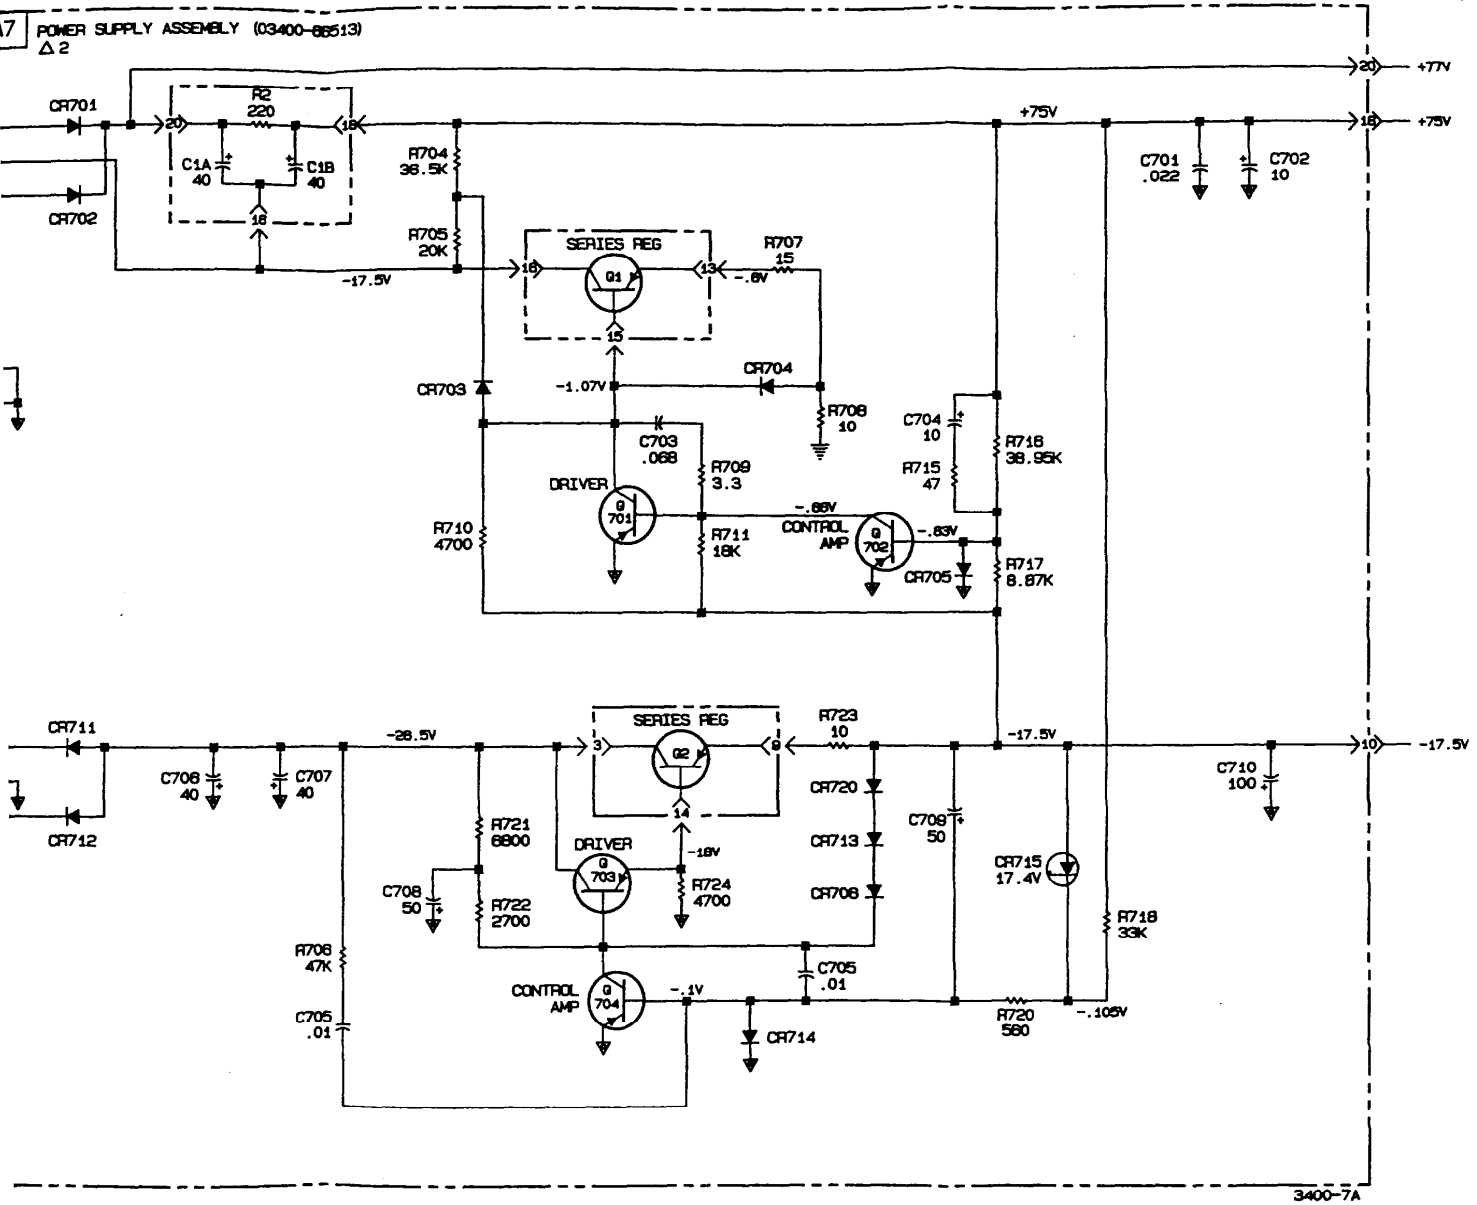 A7 POWER SUPPLY ASSEMBLY (03400-66513)
△ 2
20 +77V
CR701
R2
220
20
18
+75V
18 +75V
C1A
40
C1B
40
16
CR702
R704
36.5K
R705
20K
C701
.022
C702
10
-17.5V
SERIES REG
16
Q1
13
-.6V
R707
15
15
CR703
-1.07V
CR704
R708
10
C703
.068
R709
3.3
C704
10
R715
47
R716
38.95K
DRIVER
Q
701
R710
4700
R711
18K
-.66V
CONTROL
AMP
Q
702
-.63V
CR705
R717
8.87K
CR711
-28.5V
SERIES REG
3
Q2
9
R723
10
-17.5V
10 -17.5V
C706
40
C707
40
CR712
14
C710
100
R721
6800
DRIVER
Q
703
-18V
CR720
CR713
CR708
C709
50
CR715
17.4V
C708
50
R722
2700
R724
4700
R706
47K
R718
33K
C705
.01
CONTROL
AMP
Q
704
-.1V
C705
.01
CR714
R720
560
-.105V
3400-7A